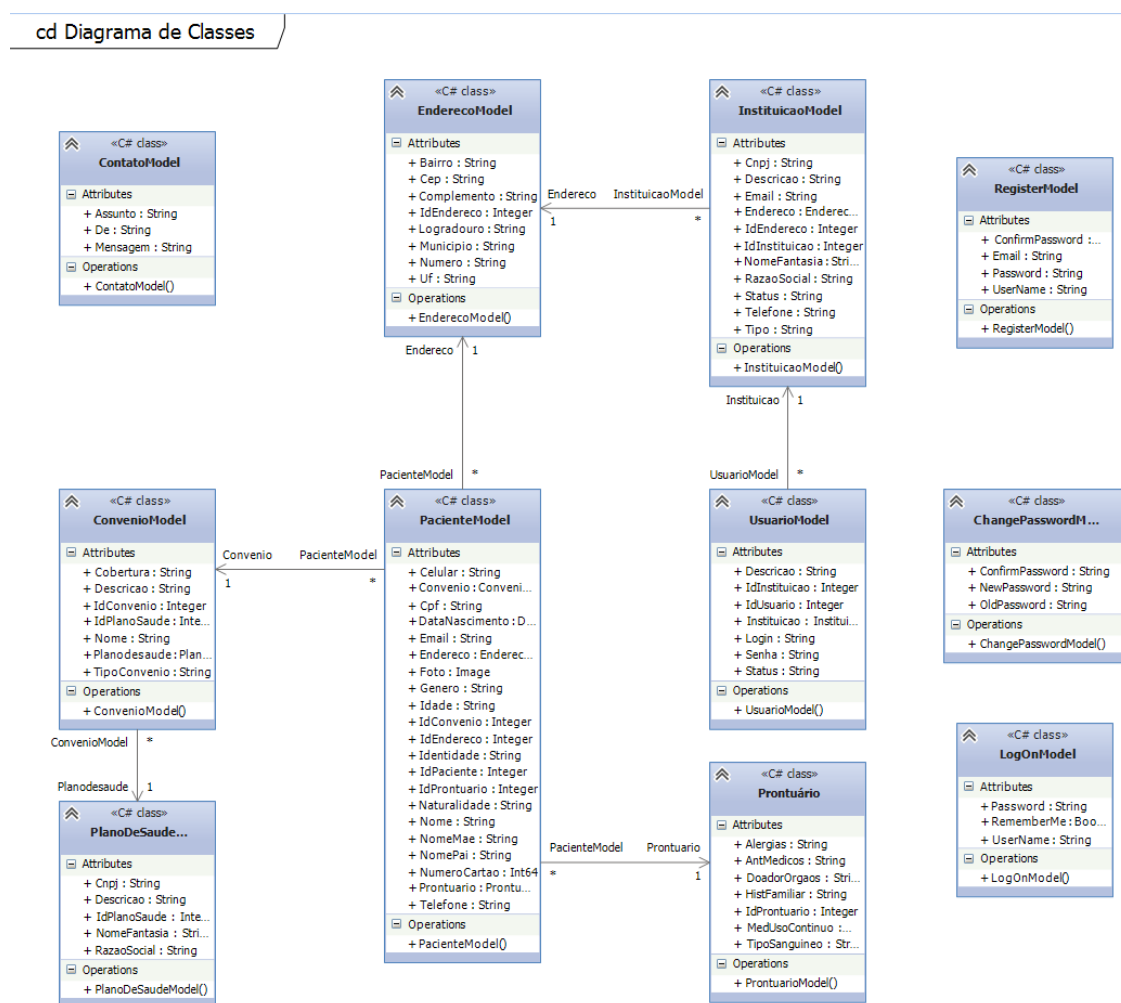 cd Diagrama de Classes
«C# class»
ContatoModel
Attributes
+ Assunto : String
+ De : String
+ Mensagem : String
Operations
+ ContatoModel()
«C# class»
EnderecoModel
Attributes
+ Bairro : String
+ Cep : String
+ Complemento : String
+ IdEndereco : Integer
+ Logradouro : String
+ Municipio : String
+ Numero : String
+ Uf : String
Operations
+ EnderecoModel()
Endereco InstituicaoModel
1 *
«C# class»
InstituicaoModel
Attributes
+ Cnpj : String
+ Descricao : String
+ Email : String
+ Endereco : Enderec...
+ IdEndereco : Integer
+ IdInstituicao : Integer
+ NomeFantasia : Stri...
+ RazaoSocial : String
+ Status : String
+ Telefone : String
+ Tipo : String
Operations
+ InstituicaoModel()
«C# class»
RegisterModel
Attributes
+ ConfirmPassword :...
+ Email : String
+ Password : String
+ UserName : String
Operations
+ RegisterModel()
Endereco 1
PacienteModel *
Instituicao 1
UsuarioModel *
«C# class»
ConvenioModel
Attributes
+ Cobertura : String
+ Descricao : String
+ IdConvenio : Integer
+ IdPlanoSaude : Inte...
+ Nome : String
+ Planodesaude : Plan...
+ TipoConvenio : String
Operations
+ ConvenioModel()
Convenio PacienteModel
1 *
«C# class»
PacienteModel
Attributes
+ Celular : String
+ Convenio : Conveni...
+ Cpf : String
+ DataNascimento : D...
+ Email : String
+ Endereco : Enderec...
+ Foto : Image
+ Genero : String
+ Idade : String
+ IdConvenio : Integer
+ IdEndereco : Integer
+ Identidade : String
+ IdPaciente : Integer
+ IdProntuario : Integer
+ Naturalidade : String
+ Nome : String
+ NomeMae : String
+ NomePai : String
+ NumeroCartao : Int64
+ Prontuario : Prontu...
+ Telefone : String
Operations
+ PacienteModel()
«C# class»
UsuarioModel
Attributes
+ Descricao : String
+ IdInstituicao : Integer
+ IdUsuario : Integer
+ Instituicao : Institui...
+ Login : String
+ Senha : String
+ Status : String
Operations
+ UsuarioModel()
«C# class»
ChangePasswordM...
Attributes
+ ConfirmPassword : String
+ NewPassword : String
+ OldPassword : String
Operations
+ ChangePasswordModel()
ConvenioModel *
Planodesaude 1
«C# class»
PlanoDeSaude...
Attributes
+ Cnpj : String
+ Descricao : String
+ IdPlanoSaude : Inte...
+ NomeFantasia : Stri...
+ RazaoSocial : String
Operations
+ PlanoDeSaudeModel()
PacienteModel Prontuario
* 1
«C# class»
Prontuário
Attributes
+ Alergias : String
+ AntMedicos : String
+ DoadorOrgaos : Stri...
+ HistFamiliar : String
+ IdProntuario : Integer
+ MedUsoContinuo :...
+ TipoSanguineo : Str...
Operations
+ ProntuarioModel()
«C# class»
LogOnModel
Attributes
+ Password : String
+ RememberMe : Boo...
+ UserName : String
Operations
+ LogOnModel()